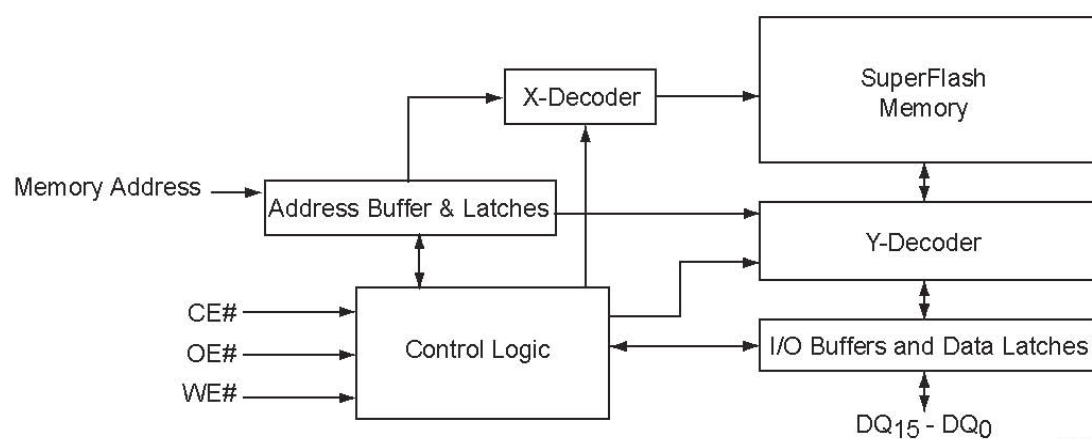 SuperFlash
Memory
X-Decoder
Memory Address
Address Buffer & Latches
Y-Decoder
CE#
OE#
WE#
Control Logic
I/O Buffers and Data Latches
DQ15 - DQ0